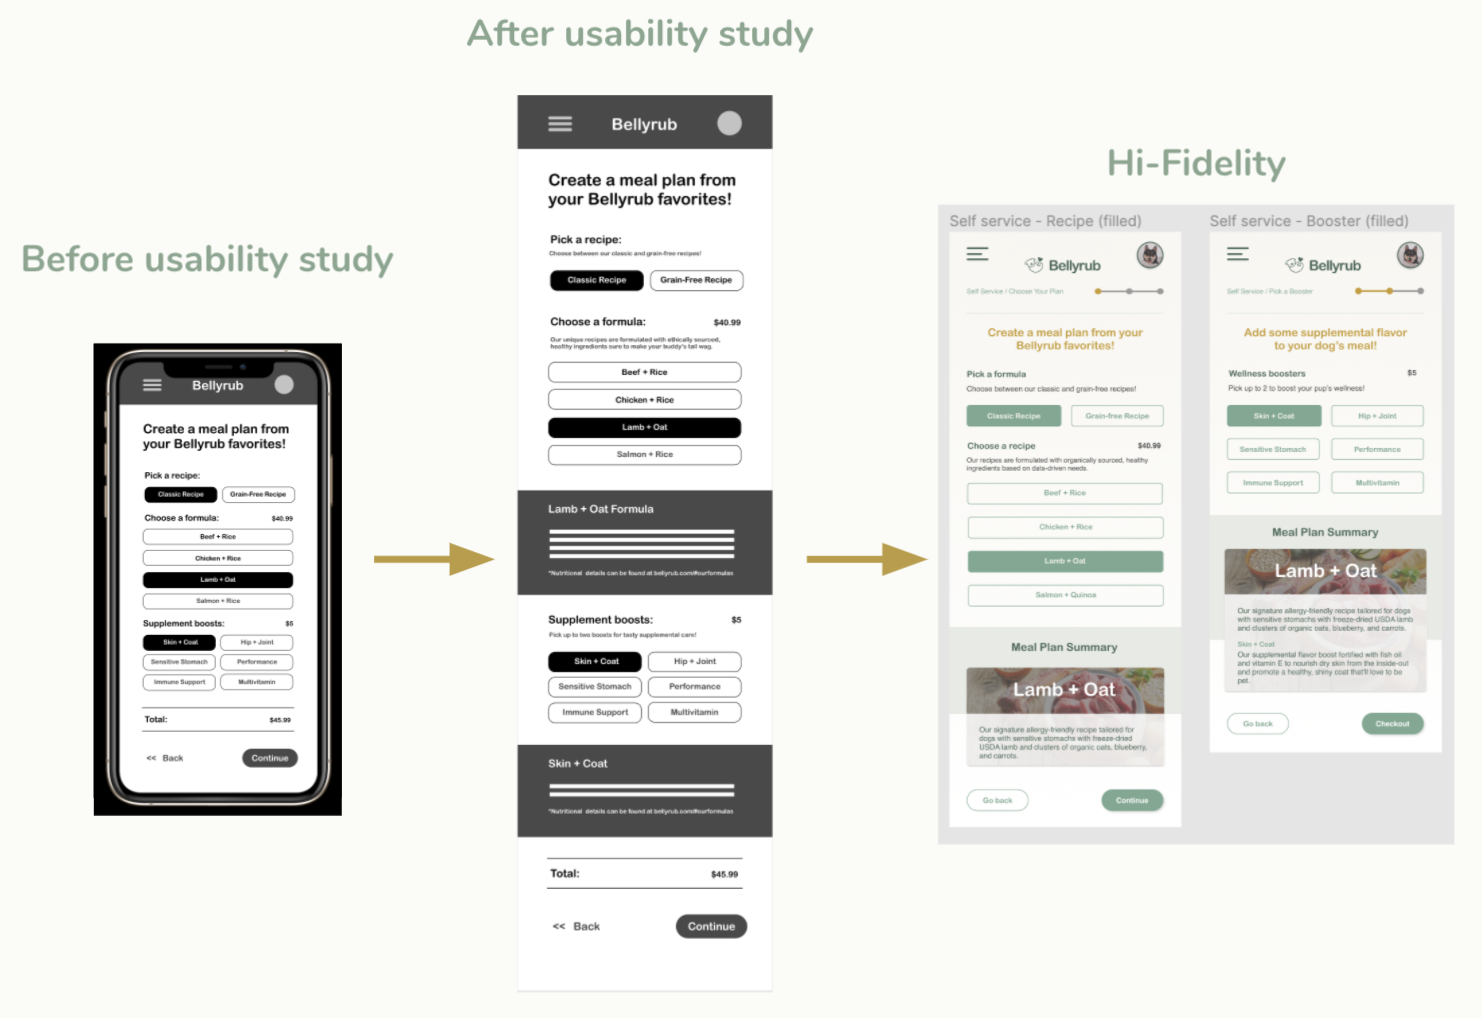 After usability study
Hi-Fidelity
Before usability study
Bellyrub
Create a meal plan from
your Bellyrub favorites!
Pick a recipe:
Classic Recipe
Grain-Free Recipe
Choose a formula:
$40.99
Beef + Rice
Chicken + Rice
Lamb + Oat
Salmon + Rice
Supplement boosts:
$5
Skin + Coat
Hip + Joint
Sensitive Stomach
Performance
Immune Support
Multivitamin
Total:
$45.99
<< Back
Continue
Bellyrub
Create a meal plan from
your Bellyrub favorites!
Pick a recipe:
Choose between our classic and grain-free recipes!
Classic Recipe
Grain-Free Recipe
Choose a formula:
$40.99
Our unique recipes are formulated with ethically sourced,
healthy ingredients sure to make your buddy's tail wag.
Beef + Rice
Chicken + Rice
Lamb + Oat
Salmon + Rice
Lamb + Oat Formula
*Nutritional details can be found at bellyrub.com/#ourformulas
Supplement boosts:
$5
Pick up to two boosts for tasty supplemental care!
Skin + Coat
Hip + Joint
Sensitive Stomach
Performance
Immune Support
Multivitamin
Skin + Coat
*Nutritional details can be found at bellyrub.com/#ourformulas
Total:
$45.99
<< Back
Continue
Self service - Recipe (filled)
Bellyrub
Self Service / Choose Your Plan
Create a meal plan from your
Bellyrub favorites!
Pick a formula
Choose between our classic and grain-free recipes!
Classic Recipe
Grain-free Recipe
Choose a recipe
$40.99
Our recipes are formulated with organically sourced, healthy
ingredients based on data-driven needs.
Beef + Rice
Chicken + Rice
Lamb + Oat
Salmon + Quinoa
Meal Plan Summary
Lamb + Oat
Our signature allergy-friendly recipe tailored for
dogs with sensitive stomachs with freeze-dried
USDA lamb and clusters of organic oats, blueberry,
and carrots.
Go back
Continue
Self service - Booster (filled)
Bellyrub
Self Service / Pick a Booster
Add some supplemental flavor
to your dog's meal!
Wellness boosters
$5
Pick up to 2 to boost your pup's wellness!
Skin + Coat
Hip + Joint
Sensitive Stomach
Performance
Immune Support
Multivitamin
Meal Plan Summary
Lamb + Oat
Our signature allergy-friendly recipe tailored for dogs
with sensitive stomachs with freeze-dried USDA lamb
and clusters of organic oats, blueberry, and carrots.
Skin + Coat
Our supplemental flavor boost fortified with fish oil
and vitamin E to nourish dry skin from the inside-out
and promote a healthy, shiny coat that'll love to be
pet.
Go back
Checkout